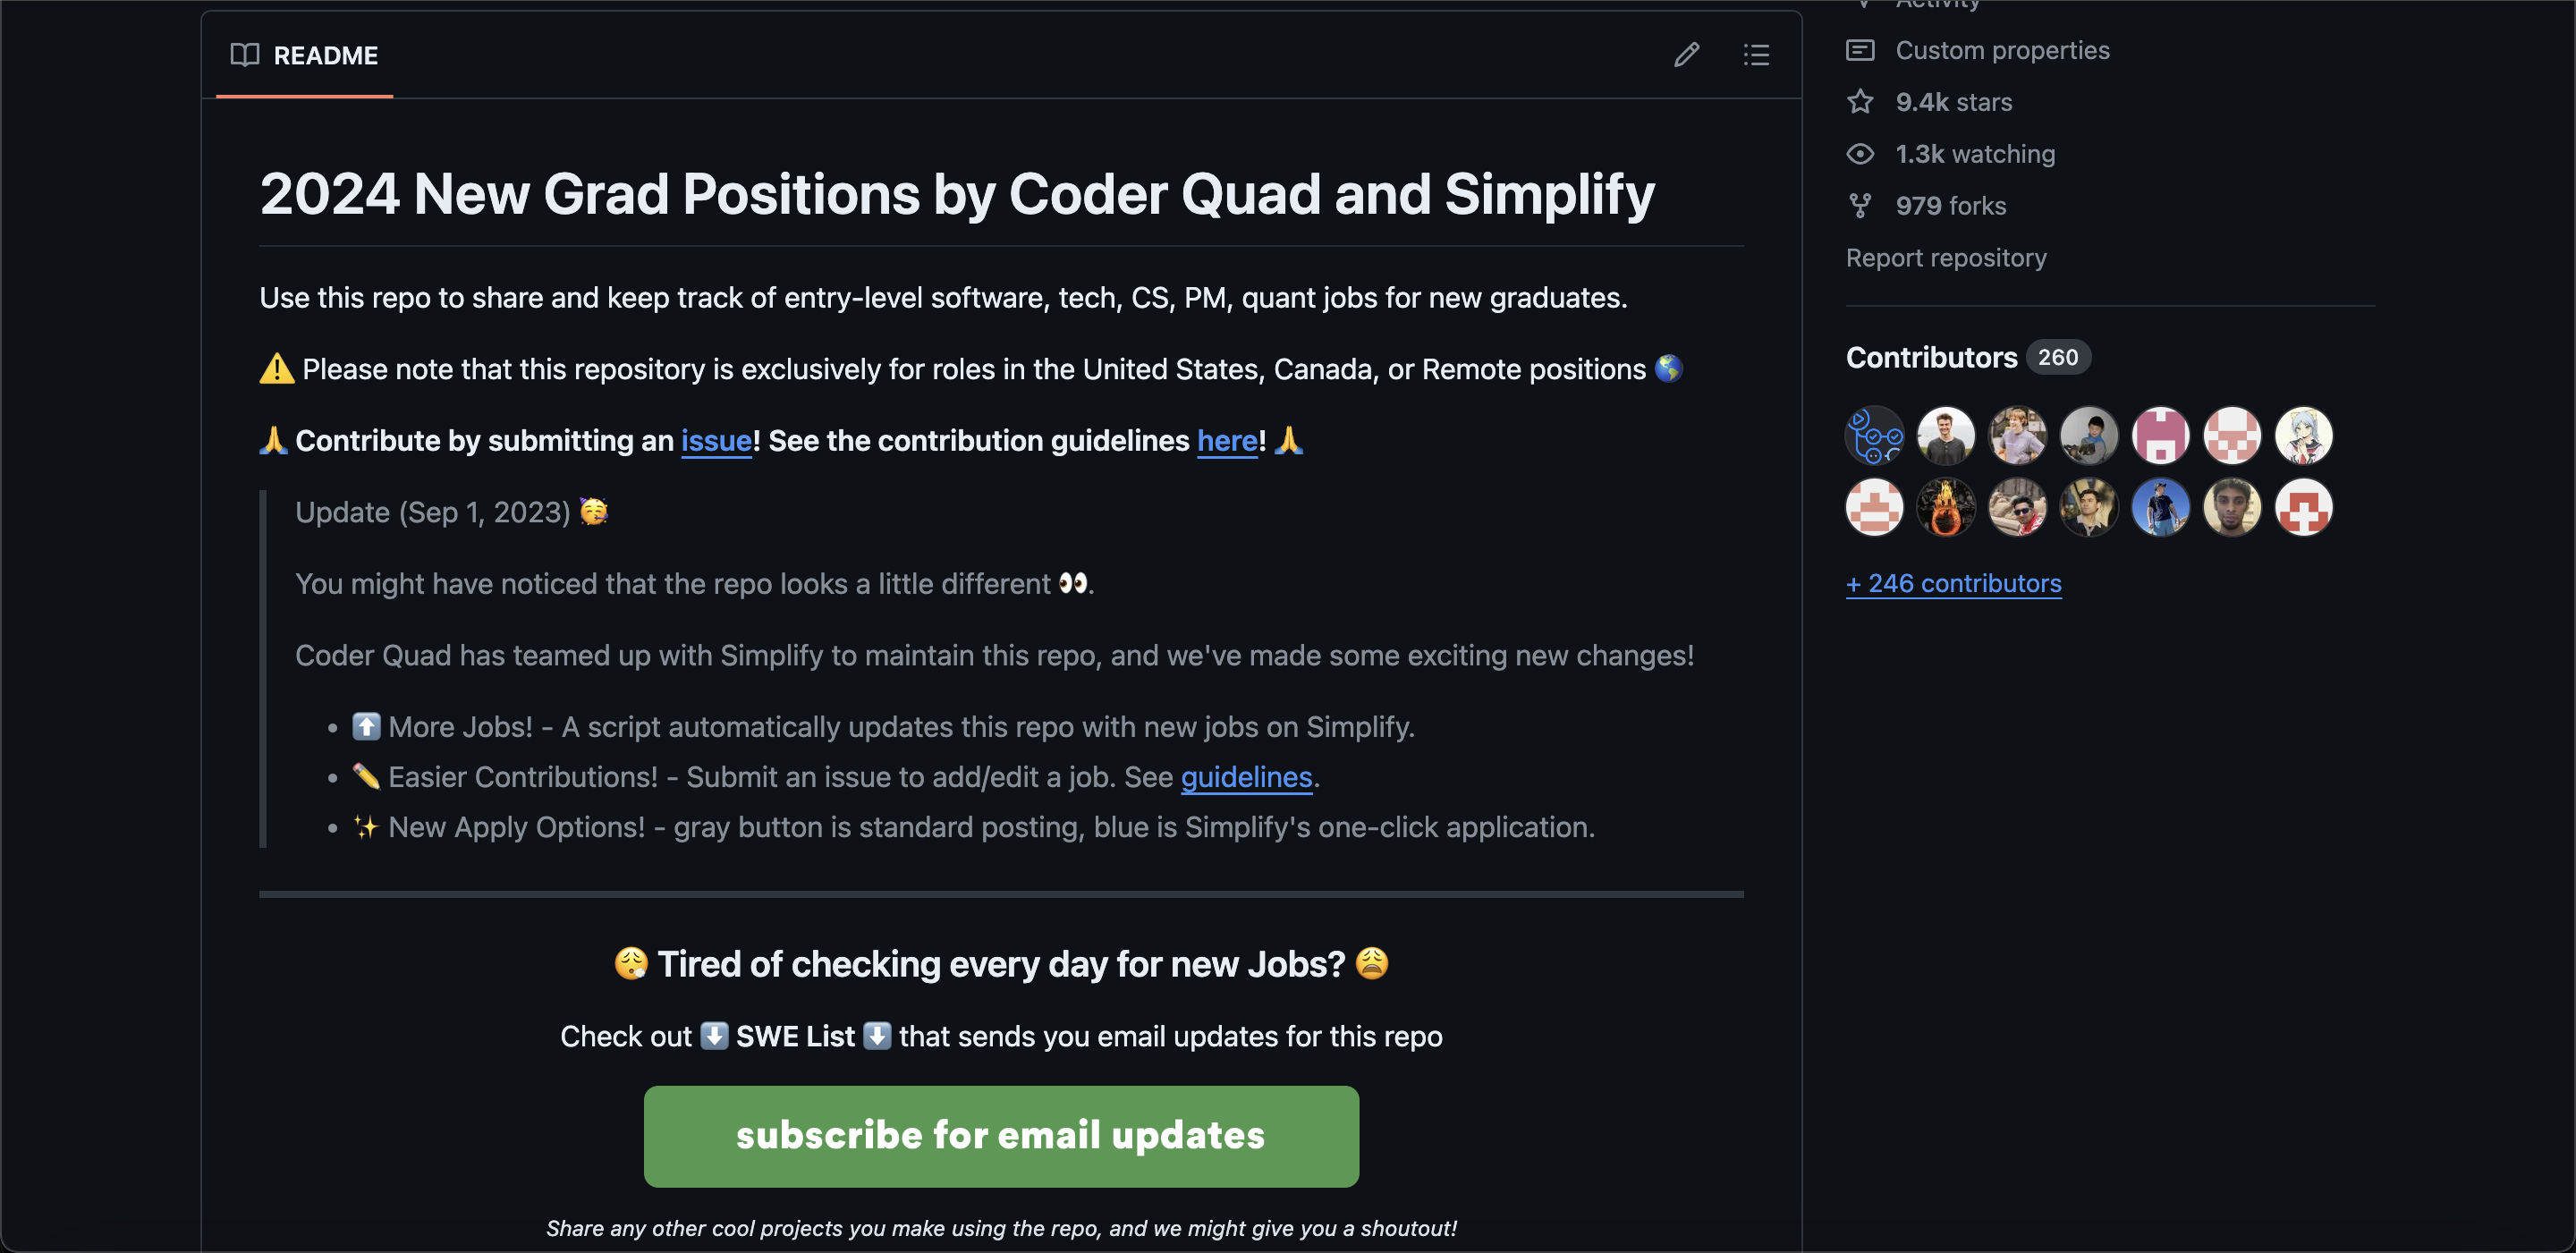 README
2024 New Grad Positions by Coder Quad and Simplify
Use this repo to share and keep track of entry-level software, tech, CS, PM, quant jobs for new graduates.
⚠️ Please note that this repository is exclusively for roles in the United States, Canada, or Remote positions 🌎
🙏 Contribute by submitting an issue! See the contribution guidelines here! 🙏
Update (Sep 1, 2023) 🥳
You might have noticed that the repo looks a little different 👀.
Coder Quad has teamed up with Simplify to maintain this repo, and we've made some exciting new changes!
• ⬆️ More Jobs! - A script automatically updates this repo with new jobs on Simplify.
• ✏️ Easier Contributions! - Submit an issue to add/edit a job. See guidelines.
• ✨ New Apply Options! - gray button is standard posting, blue is Simplify's one-click application.
😮‍💨 Tired of checking every day for new Jobs? 😩
Check out ⬇️ SWE List ⬇️ that sends you email updates for this repo
subscribe for email updates
Share any other cool projects you make using the repo, and we might give you a shoutout!
Activity
Custom properties
9.4k stars
1.3k watching
979 forks
Report repository
Contributors 260
+ 246 contributors